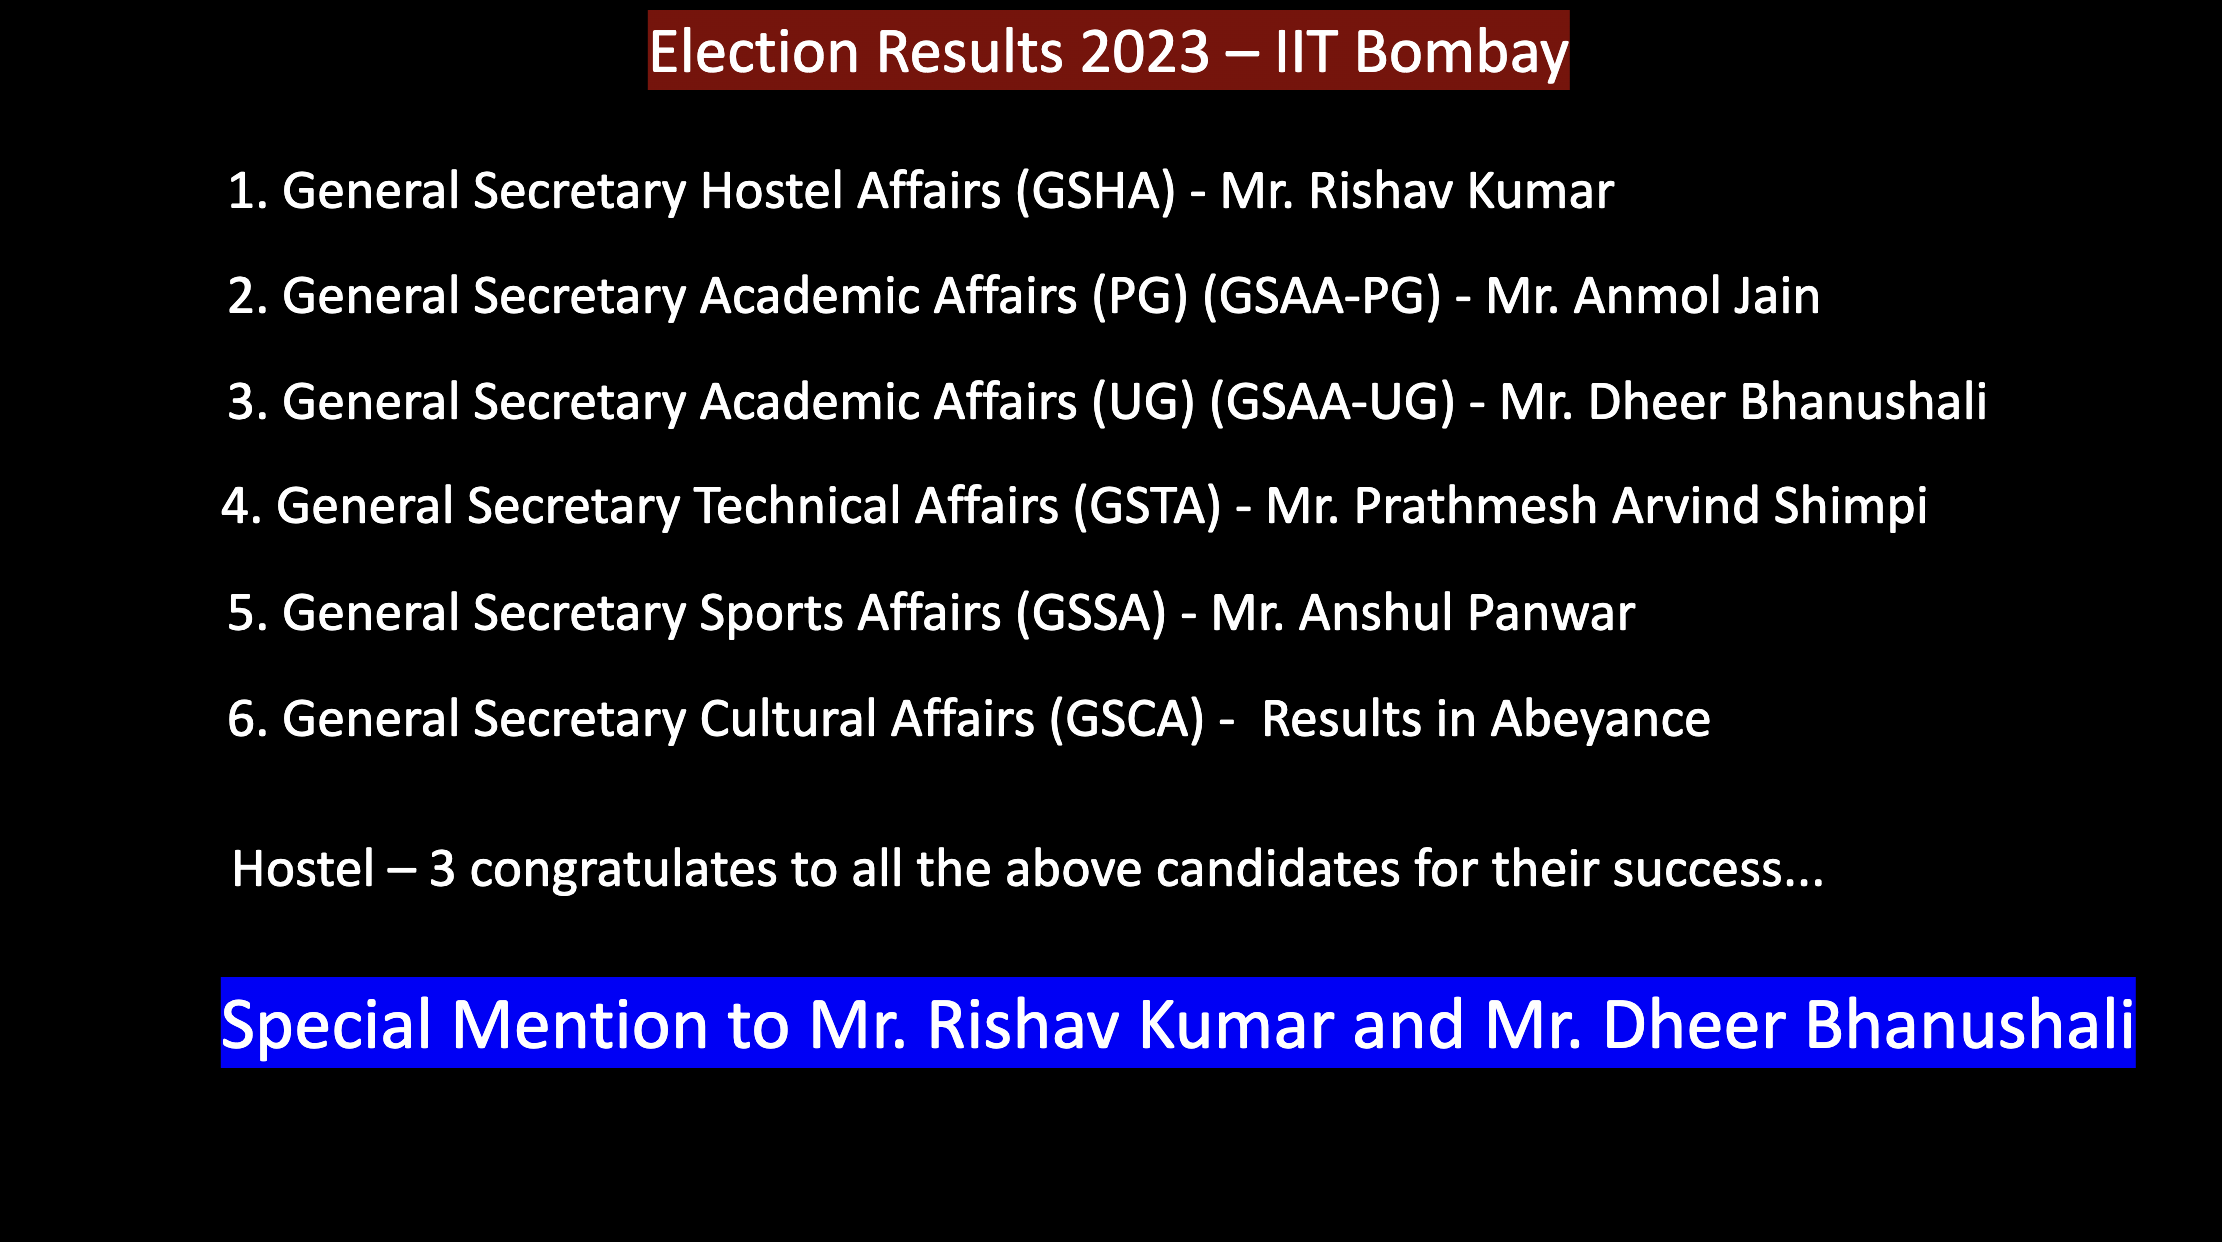 Election Results 2023 – IIT Bombay
1. General Secretary Hostel Affairs (GSHA) - Mr. Rishav Kumar
2. General Secretary Academic Affairs (PG) (GSAA-PG) - Mr. Anmol Jain
3. General Secretary Academic Affairs (UG) (GSAA-UG) - Mr. Dheer Bhanushali
4. General Secretary Technical Affairs (GSTA) - Mr. Prathmesh Arvind Shimpi
5. General Secretary Sports Affairs (GSSA) - Mr. Anshul Panwar
6. General Secretary Cultural Affairs (GSCA) -  Results in Abeyance
Hostel – 3 congratulates to all the above candidates for their success...
Special Mention to Mr. Rishav Kumar and Mr. Dheer Bhanushali